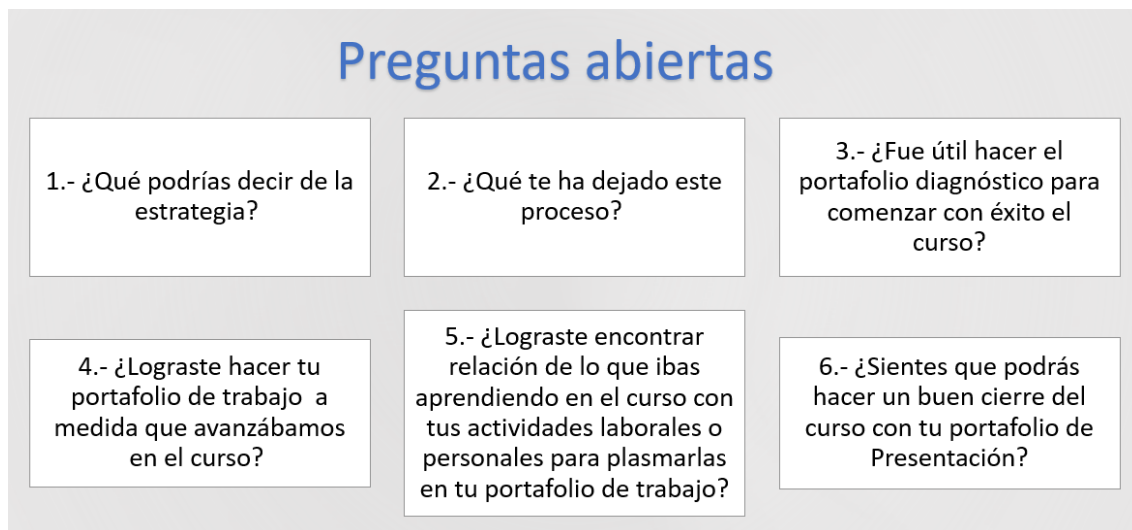 Preguntas abiertas
1.- ¿Qué podrías decir de la
estrategia?
2.- ¿Qué te ha dejado este
proceso?
3.- ¿Fue útil hacer el
portafolio diagnóstico para
comenzar con éxito el
curso?
4.- ¿Lograste hacer tu
portafolio de trabajo  a
medida que avanzábamos
en el curso?
5.- ¿Lograste encontrar
relación de lo que ibas
aprendiendo en el curso con
tus actividades laborales o
personales para plasmarlas
en tu portafolio de trabajo?
6.- ¿Sientes que podrás
hacer un buen cierre del
curso con tu portafolio de
Presentación?